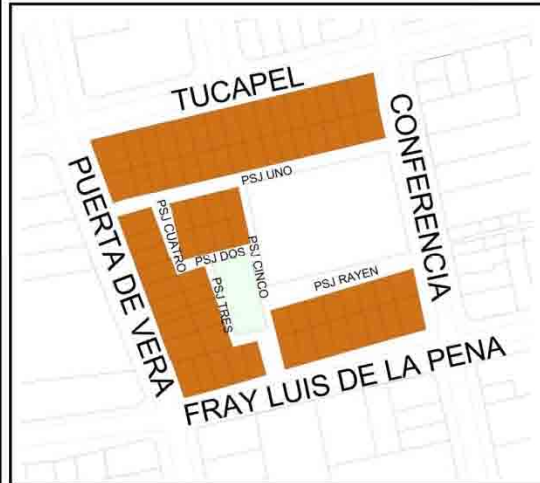 TUCAPEL
CONFERENCIA
PUERTA DE VERA
PSJ UNO
PSJ CUATRO
PSJ DOS
PSJ CINCO
PSJ TRES
PSJ RAYEN
FRAY LUIS DE LA PENA